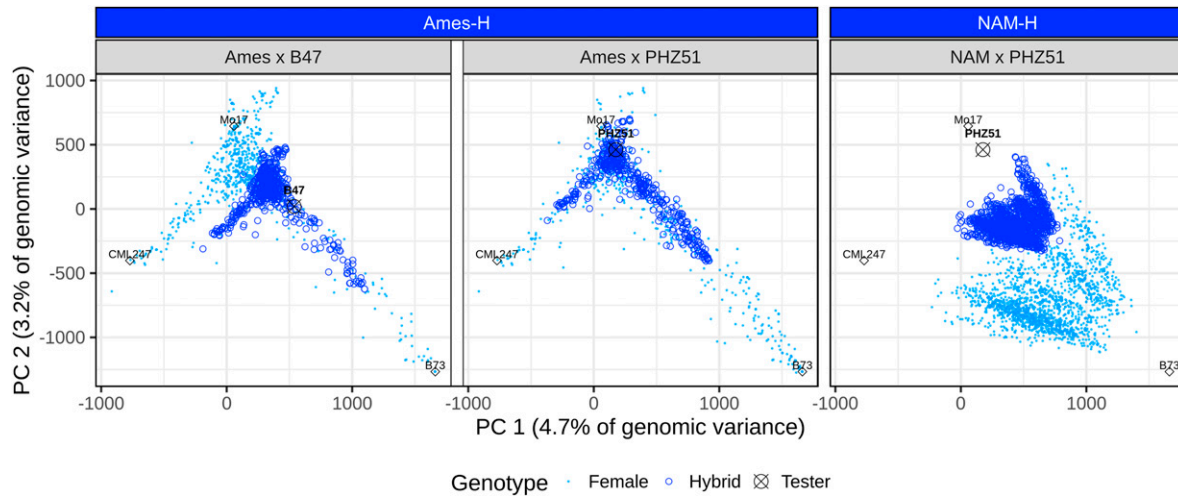 Ames-H
NAM-H
Ames x B47
Ames x PHZ51
NAM x PHZ51
PC 2 (3.2% of genomic variance)
1000
500
0
-500
-1000
Mo17
B47
CML247
B73
Mo17
PHZ51
CML247
B73
Mo17
PHZ51
CML247
B73
-1000 0 1000 -1000 0 1000 -1000 0 1000
PC 1 (4.7% of genomic variance)
Genotype Female Hybrid Tester